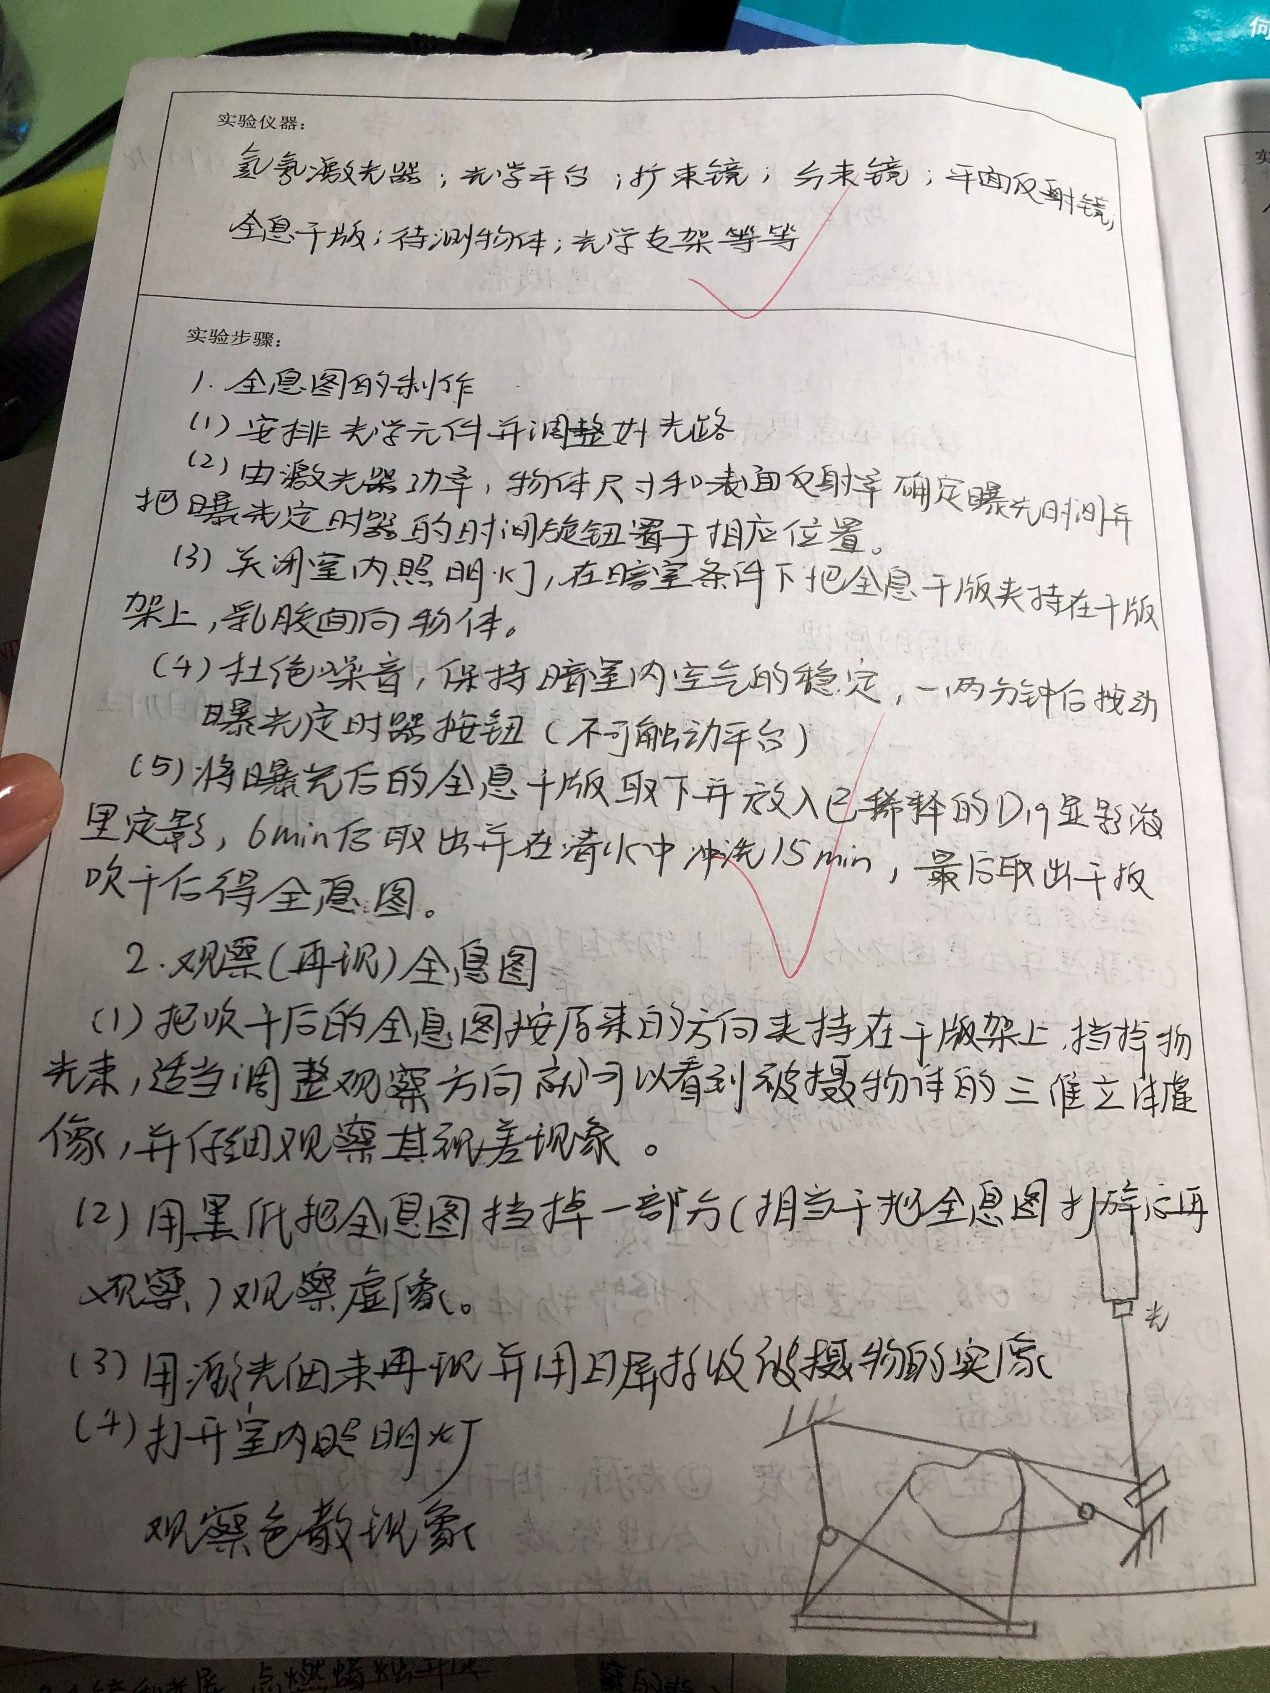 实验仪器：
氦氖激光器；光学平台；扩束镜；分束镜；平面反射镜，
全息干版；待测物体；光学支架等等
实验步骤：
1. 全息图的制作
(1) 安排光学元件并调整好光路
(2) 由激光器功率，物体尺寸和表面反射率确定曝光时间并
把曝光定时器的时间旋钮置于相应位置。
(3) 关闭室内照明灯，在暗室条件下把全息干版夹持在干版
架上，乳胶面向物体。
(4) 杜绝噪音，保持暗室内空气的稳定，一两分钟后按动
曝光定时器按钮（不可触动平台）
(5) 将曝光后的全息干版取下并放入已稀释的D19显影液
里定影，6min后取出并在清水中冲洗15min，最后取出干版
吹干后得全息图。
2. 观察(再现)全息图
(1) 把吹干后的全息图按原来的方向夹持在干版架上，挡掉物
光束，适当调整观察方向就可以看到被摄物体的三维立体虚
像，并仔细观察其视差现象。
(2) 用黑纸把全息图挡掉一部分(相当于把全息图打碎后再
观察)观察虚像。
(3) 用激光细束再现并用白屏接收被摄物的实像
(4) 打开室内照明灯
观察色散现象
光
何